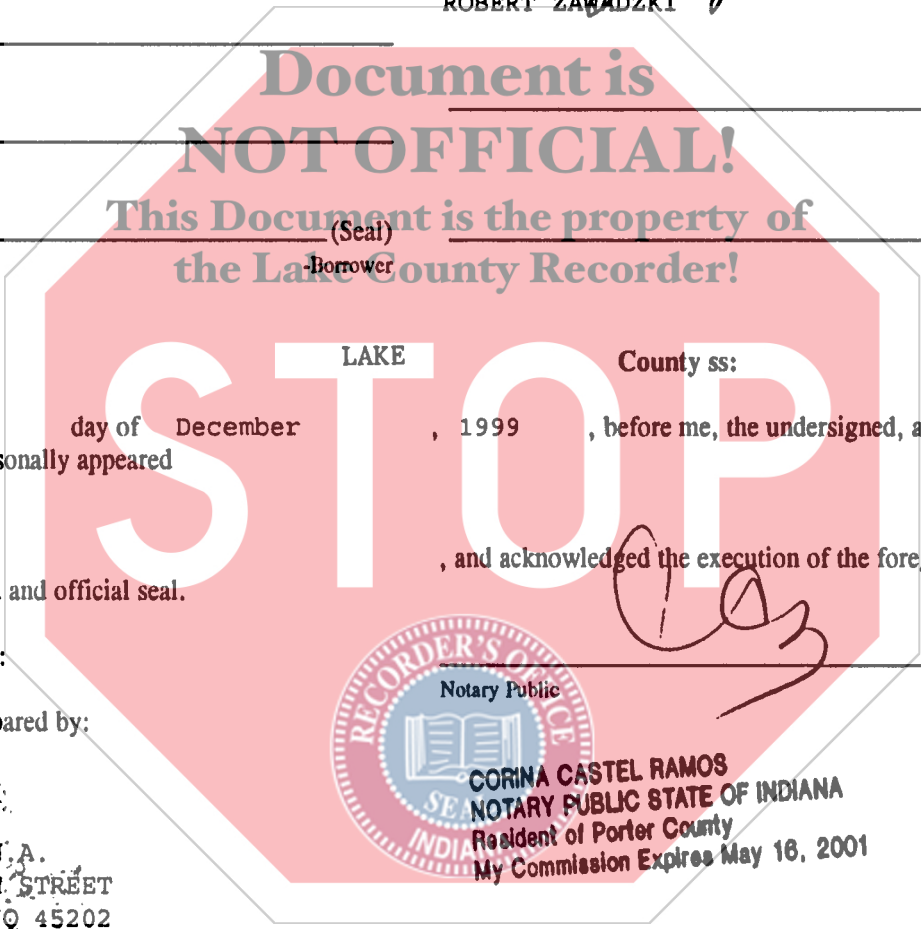 ROBERT ZAWADZKI
Document is
NOT OFFICIAL!
This Document is the property of
(Seal)
the Lake County Recorder!
-Borrower
STOP
LAKE County ss:
day of December , 1999 , before me, the undersigned, a
sonally appeared
, and acknowledged the execution of the fore
and official seal.
:
Notary Public
pared by:
RECORDER'S OFFICE
SEAL
INDIANA
CORINA CASTEL RAMOS
NOTARY PUBLIC STATE OF INDIANA
Resident of Porter County
My Commission Expires May 16, 2001
.A.
STREET
45202